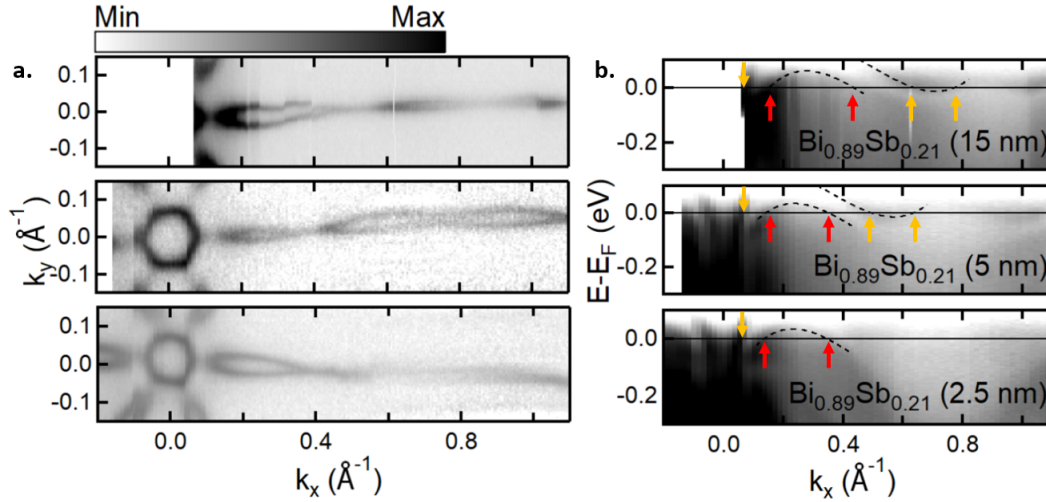 Min Max
a.
0.1
0.0
-0.1
0.1
0.0
-0.1
0.1
0.0
-0.1
k_y (Å⁻¹)
0.0 0.4 0.8
k_x (Å⁻¹)
b.
0.0
-0.2
Bi₀.₈₉Sb₀.₂₁ (15 nm)
0.0
-0.2
Bi₀.₈₉Sb₀.₂₁ (5 nm)
0.0
-0.2
Bi₀.₈₉Sb₀.₂₁ (2.5 nm)
E-E_F (eV)
0.0 0.4 0.8
k_x (Å⁻¹)